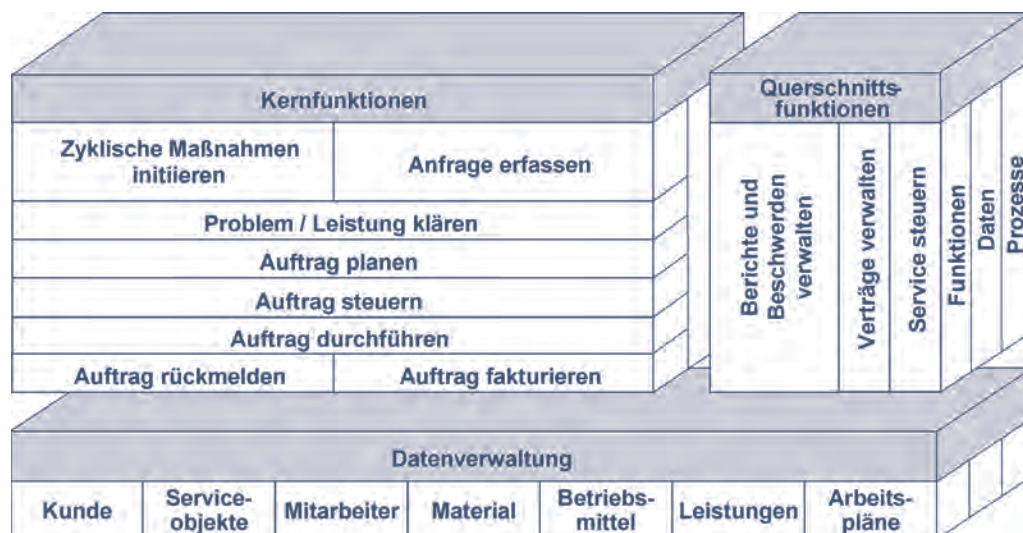 Kernfunktionen
Zyklische Maßnahmen
initiieren
Anfrage erfassen
Problem / Leistung klären
Auftrag planen
Auftrag steuern
Auftrag durchführen
Auftrag rückmelden
Auftrag fakturieren
Querschnitts-
funktionen
Berichte und
Beschwerden
verwalten
Verträge verwalten
Service steuern
Funktionen
Daten
Prozesse
Datenverwaltung
Kunde
Service-
objekte
Mitarbeiter
Material
Betriebs-
mittel
Leistungen
Arbeits-
pläne